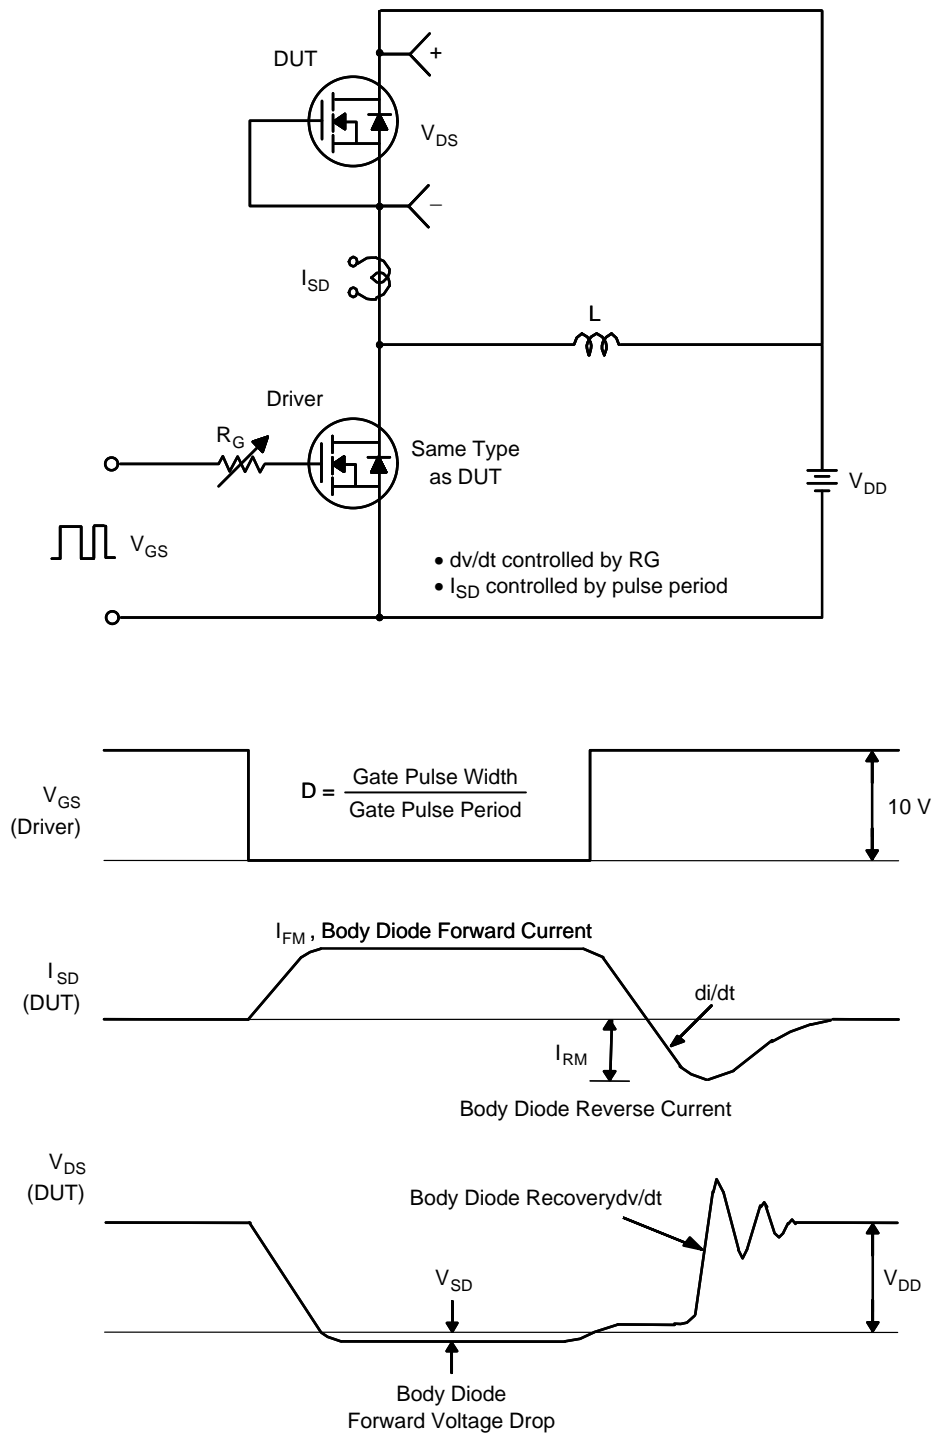 DUT
+
V_DS
−
I_SD
L
Driver
R_G
Same Type
as DUT
V_DD
V_GS
• dv/dt controlled by RG
• I_SD controlled by pulse period
V_GS
(Driver)
D = Gate Pulse Width
Gate Pulse Period
10 V
I_FM , Body Diode Forward Current
I_SD
(DUT)
di/dt
I_RM
Body Diode Reverse Current
V_DS
(DUT)
Body Diode Recoverydv/dt
V_SD
V_DD
Body Diode
Forward Voltage Drop